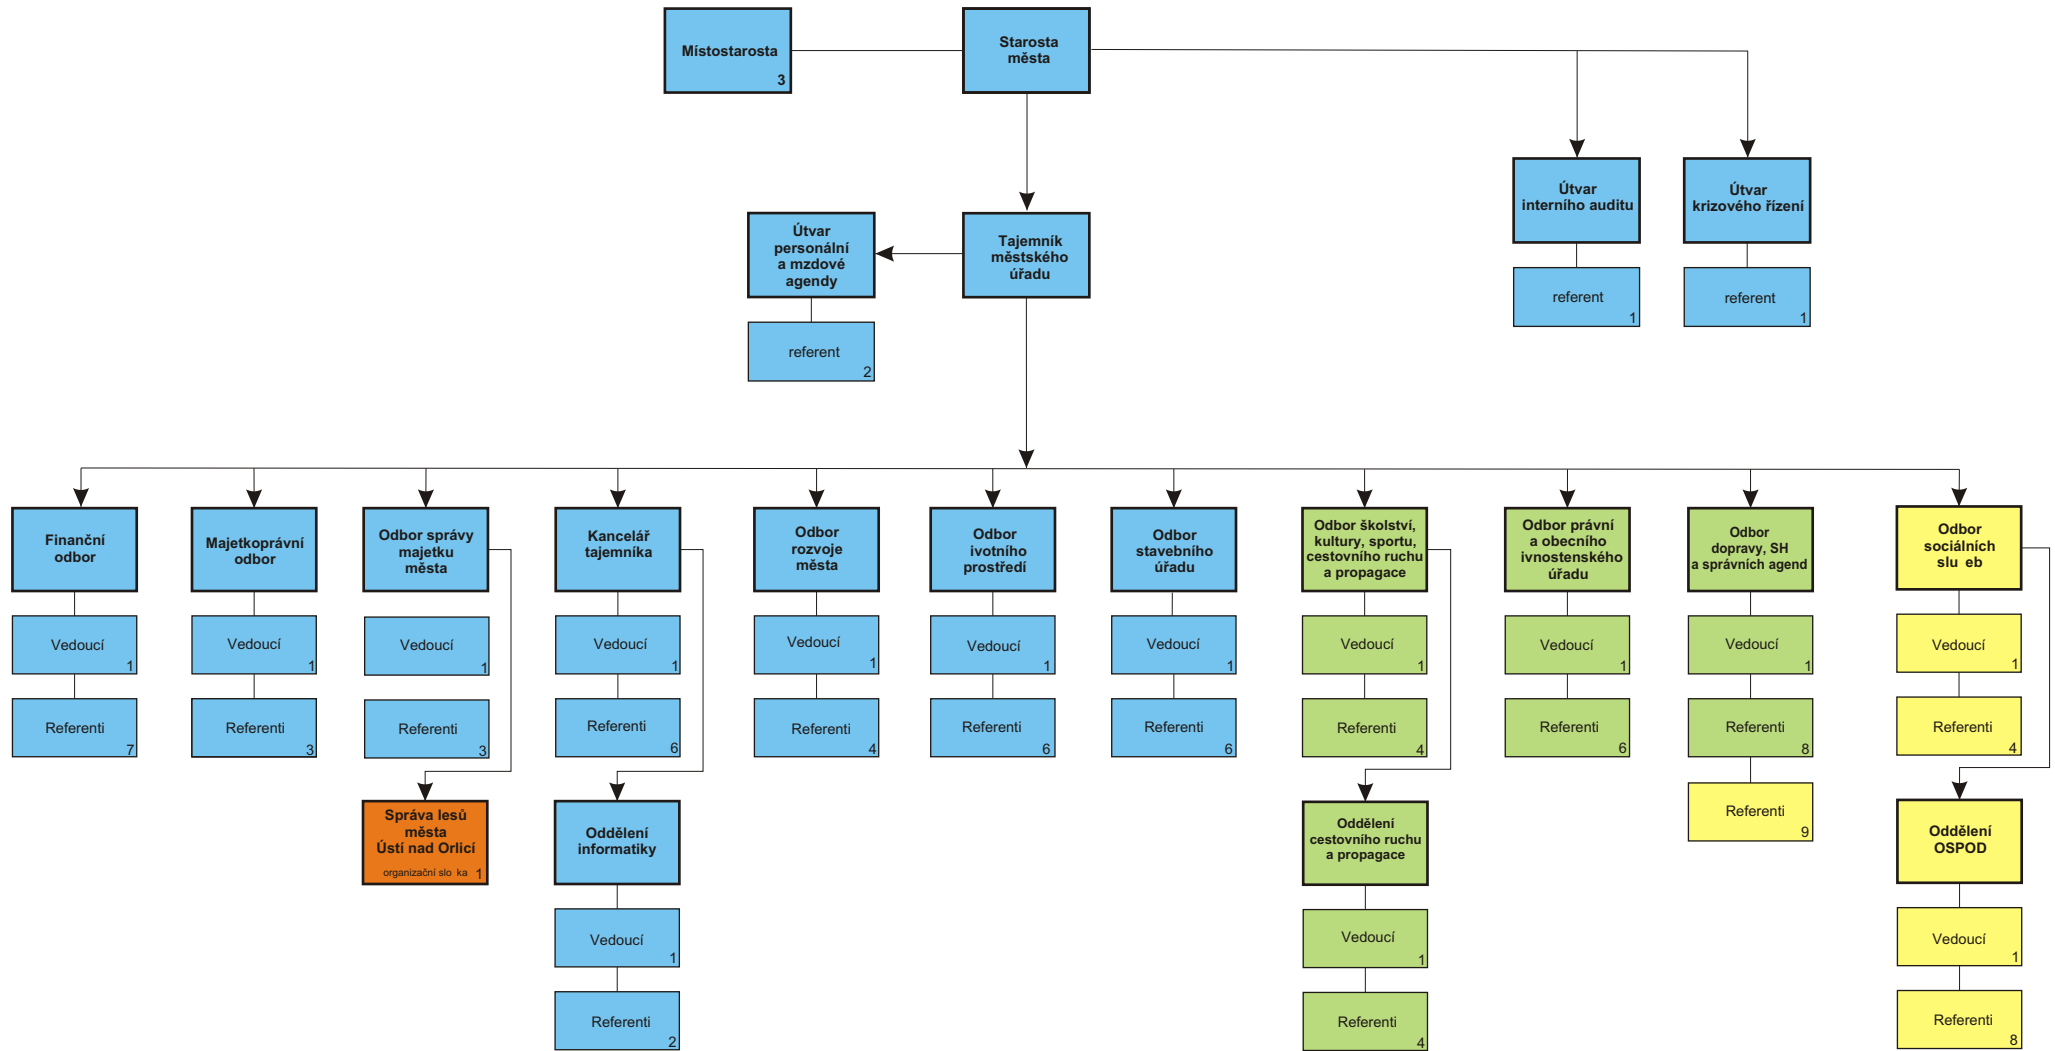 Místostarosta
3
Starosta
města
Útvar
interního auditu
referent
1
Útvar
krizového řízení
referent
1
Útvar
personální
a mzdové
agendy
referent
2
Tajemník
městského
úřadu
Finanční
odbor
Vedoucí
1
Referenti
7
Majetkoprávní
odbor
Vedoucí
1
Referenti
3
Odbor správy
majetku
města
Vedoucí
1
Referenti
3
Správa lesů
města
Ústí nad Orlicí
organizační slo ka 1
Kancelář
tajemníka
Vedoucí
1
Referenti
6
Oddělení
informatiky
Vedoucí
1
Referenti
2
Odbor
rozvoje
města
Vedoucí
1
Referenti
4
Odbor
ivotního
prostředí
Vedoucí
1
Referenti
6
Odbor
stavebního
úřadu
Vedoucí
1
Referenti
6
Odbor školství,
kultury, sportu,
cestovního ruchu
a propagace
Vedoucí
1
Referenti
4
Oddělení
cestovního ruchu
a propagace
Vedoucí
1
Referenti
4
Odbor právní
a obecního
ivnostenského
úřadu
Vedoucí
1
Referenti
6
Odbor
dopravy, SH
a správních agend
Vedoucí
1
Referenti
8
Referenti
9
Odbor
sociálních
slu eb
Vedoucí
1
Referenti
4
Oddělení
OSPOD
Vedoucí
1
Referenti
8